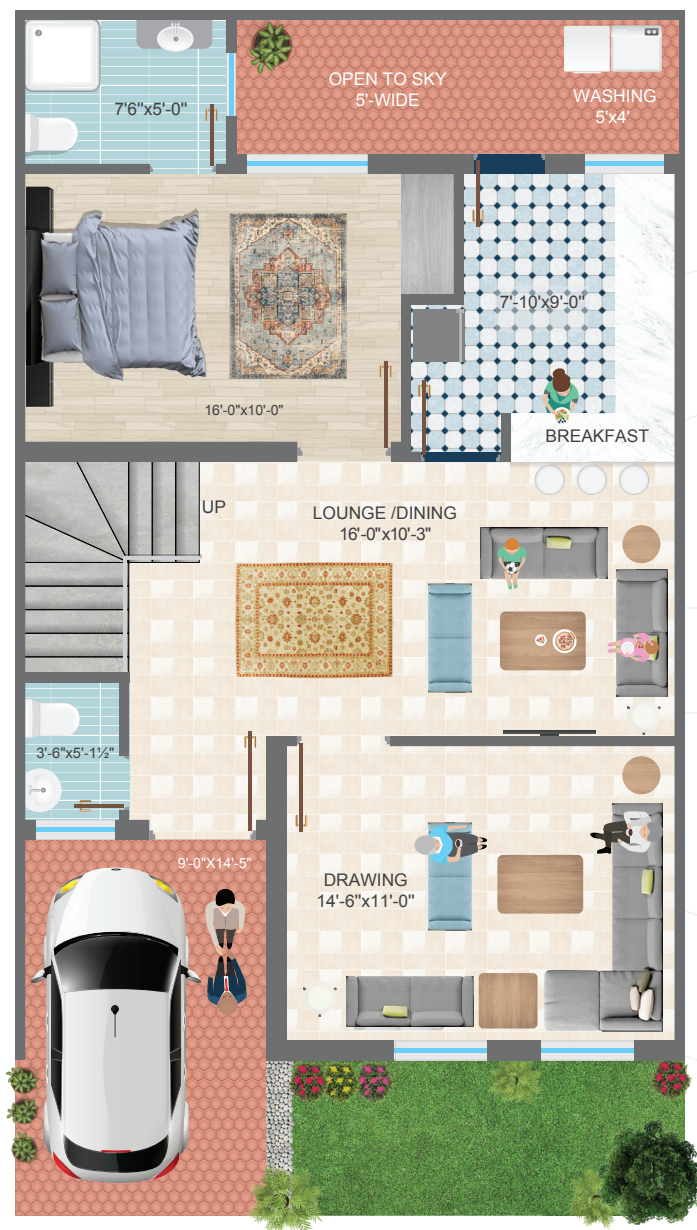 OPEN TO SKY
5'-WIDE
WASHING
5'x4'
7'6"x5'-0"
7'-10'x9'-0"
16'-0"x10'-0"
BREAKFAST
UP
LOUNGE /DINING
16'-0"x10'-3"
3'-6"x5'-1½"
9'-0"X14'-5"
DRAWING
14'-6"x11'-0"